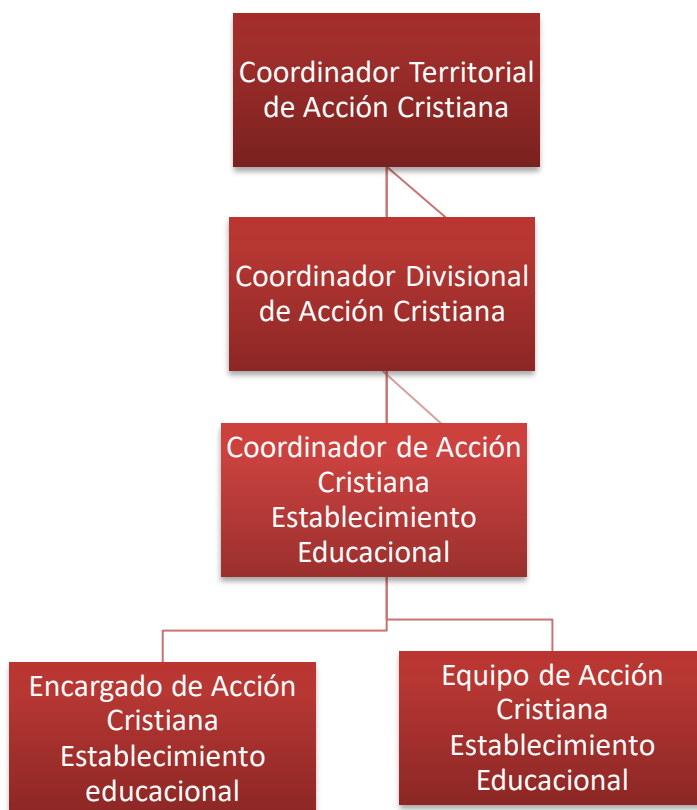 Coordinador Territorial
de Acción Cristiana
Coordinador Divisional
de Acción Cristiana
Coordinador de Acción
Cristiana
Establecimiento
Educacional
Encargado de Acción
Cristiana
Establecimiento
educacional
Equipo de Acción
Cristiana
Establecimiento
Educacional